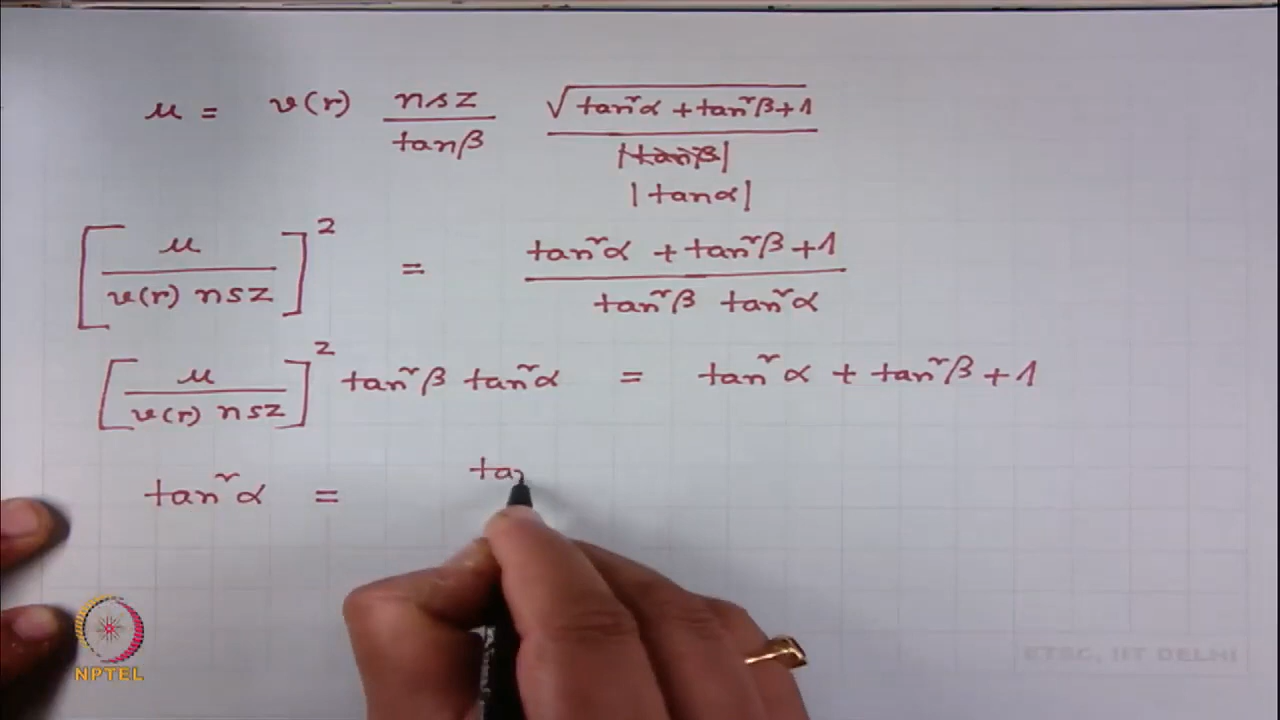 u = v(r) nsz / tanβ √tan²α + tan²β + 1 / |tanβ|
|tanα|
[u / v(r) nsz]² = tan²α + tan²β + 1 / tan²β tan²α
[u / v(r) nsz]² tan²β tan²α = tan²α + tan²β + 1
tan²α = tan
NPTEL
ETSC, IIT DELHI